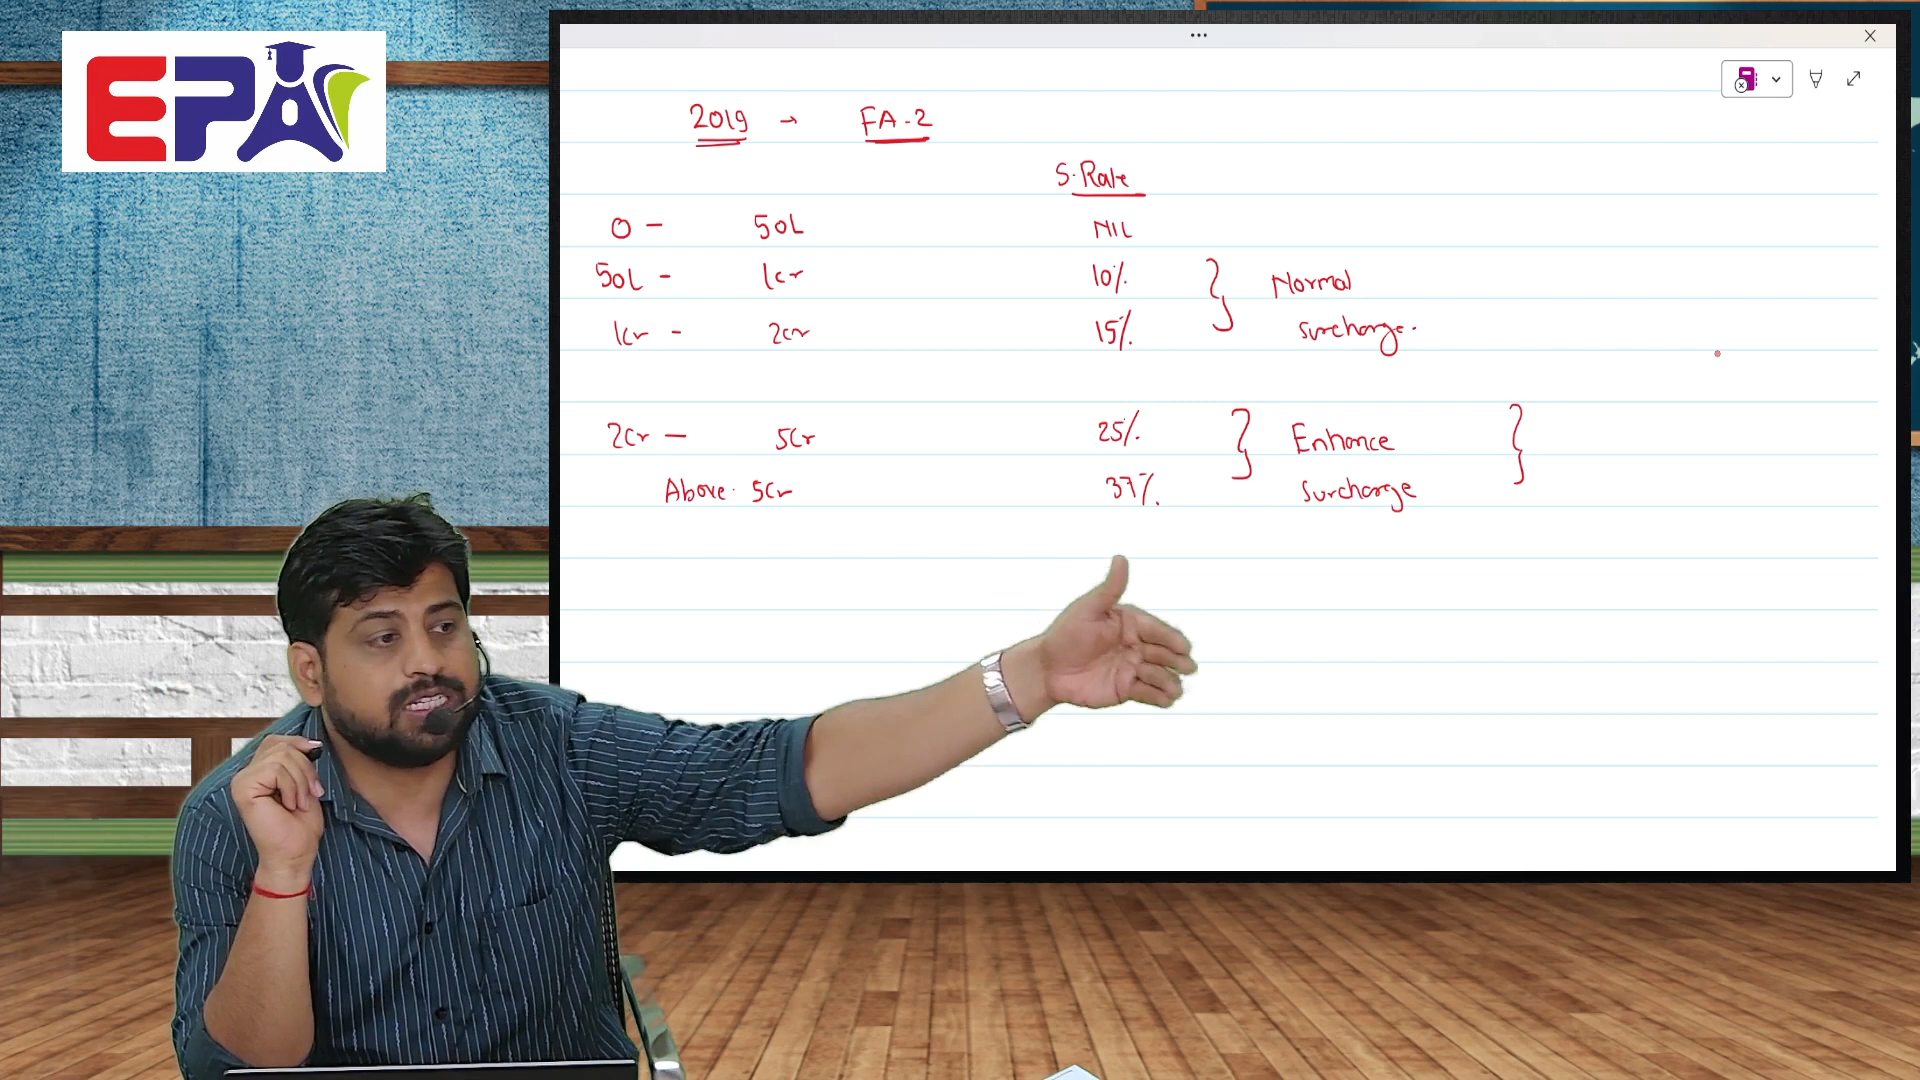 EPA
2019 → FA-2
S.Rate
0 - 50L NIL
50L - 1cr 10%
1cr - 2cr 15%
} Normal
surcharge.
2Cr - 5Cr 25%
Above 5Cr 37%
} Enhance }
Surcharge